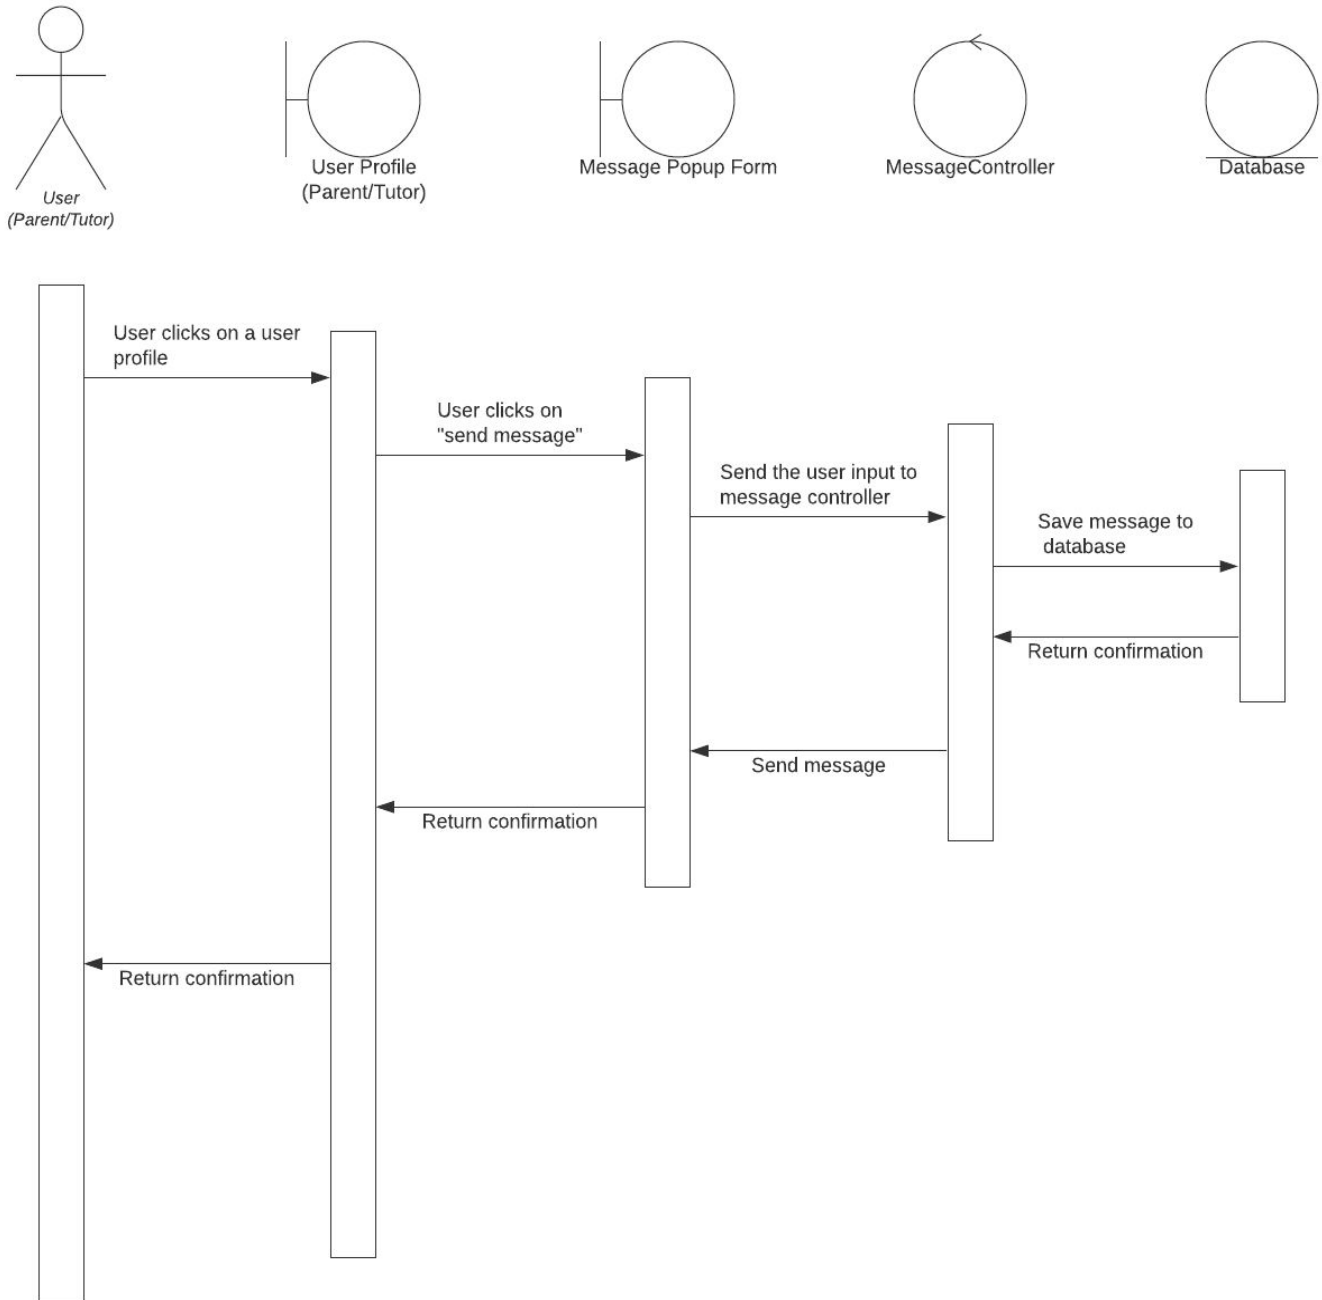 User
(Parent/Tutor)
User Profile
(Parent/Tutor)
Message Popup Form
MessageController
Database
User clicks on a user
profile
User clicks on
"send message"
Send the user input to
message controller
Save message to
database
Return confirmation
Send message
Return confirmation
Return confirmation